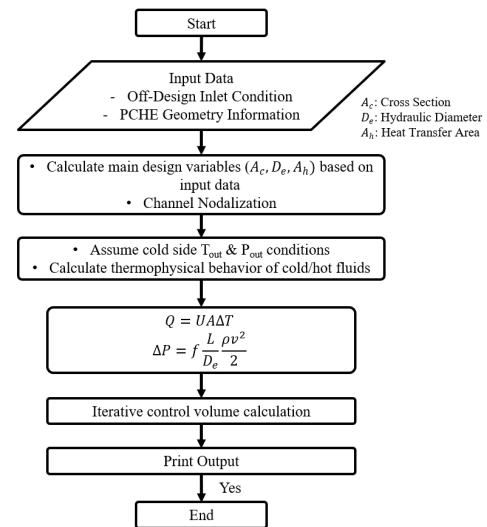 Start
Input Data
- Off-Design Inlet Condition
- PCHE Geometry Information
A_c: Cross Section
D_e: Hydraulic Diameter
A_h: Heat Transfer Area
• Calculate main design variables (A_c, D_e, A_h) based on
input data
• Channel Nodalization
• Assume cold side T_out & P_out conditions
• Calculate thermophysical behavior of cold/hot fluids
Q = UAΔT
ΔP = f L/D_e ρv²/2
Iterative control volume calculation
Print Output
Yes
End